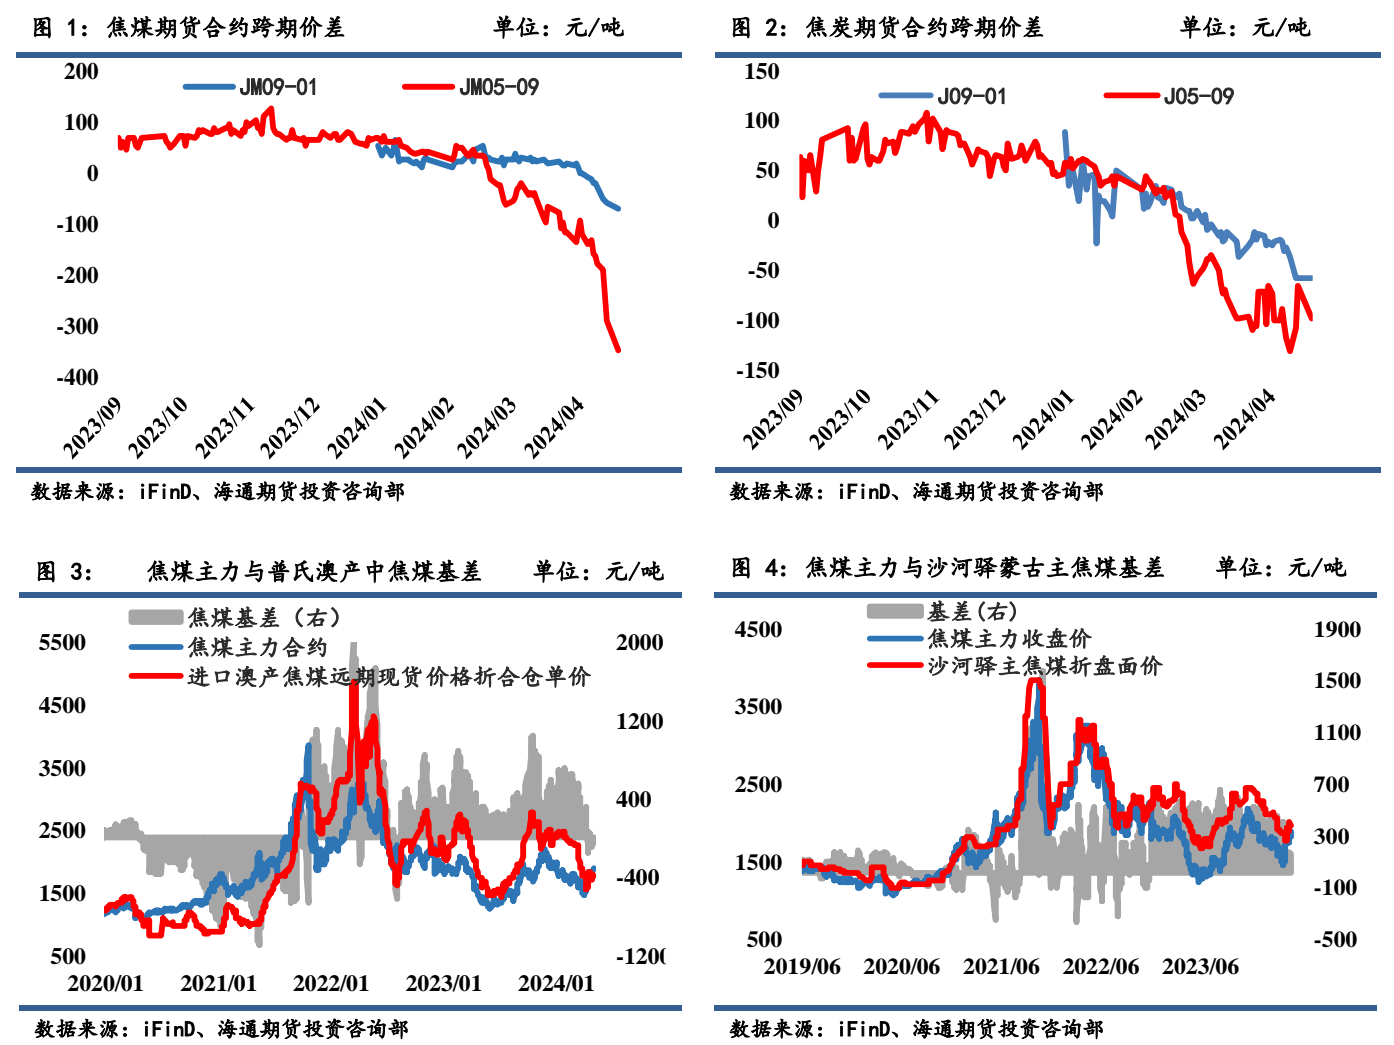 图 1: 焦煤期货合约跨期价差 单位: 元/吨
JM09-01 JM05-09
200
100
0
-100
-200
-300
-400
2023/09 2023/10 2023/11 2023/12 2024/01 2024/02 2024/03 2024/04
数据来源: iFinD、海通期货投资咨询部
图 2: 焦炭期货合约跨期价差 单位: 元/吨
J09-01 J05-09
150
100
50
0
-50
-100
-150
2023/09 2023/10 2023/11 2023/12 2024/01 2024/02 2024/03 2024/04
数据来源: iFinD、海通期货投资咨询部
图 3: 焦煤主力与普氏澳产中焦煤基差 单位: 元/吨
焦煤基差（右）
焦煤主力合约
进口澳产焦煤远期现货价格折合仓单价
5500
4500
3500
2500
1500
500
2000
1200
400
-400
-1200
2020/01 2021/01 2022/01 2023/01 2024/01
数据来源: iFinD、海通期货投资咨询部
图 4: 焦煤主力与沙河驿蒙古主焦煤基差 单位: 元/吨
基差(右)
焦煤主力收盘价
沙河驿主焦煤折盘面价
4500
3500
2500
1500
500
1900
1500
1100
700
300
-100
-500
2019/06 2020/06 2021/06 2022/06 2023/06
数据来源: iFinD、海通期货投资咨询部